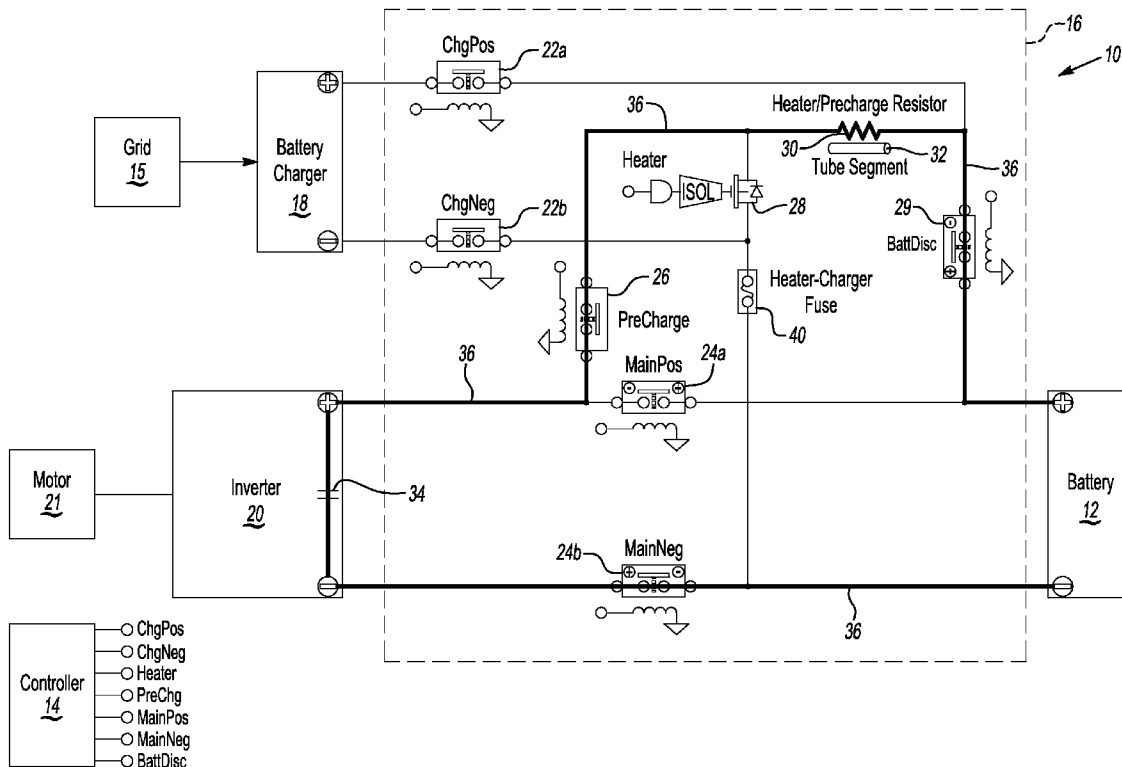 16
10
ChgPos
22a
Grid
15
Battery
Charger
18
36
Heater/Precharge Resistor
30
32
Tube Segment
36
Heater
ISOL
28
ChgNeg
22b
29
BattDisc
26
PreCharge
Heater-Charger
Fuse
40
36
MainPos
24a
Motor
21
Inverter
20
34
Battery
12
24b
MainNeg
36
Controller
14
ChgPos
ChgNeg
Heater
PreChg
MainPos
MainNeg
BattDisc